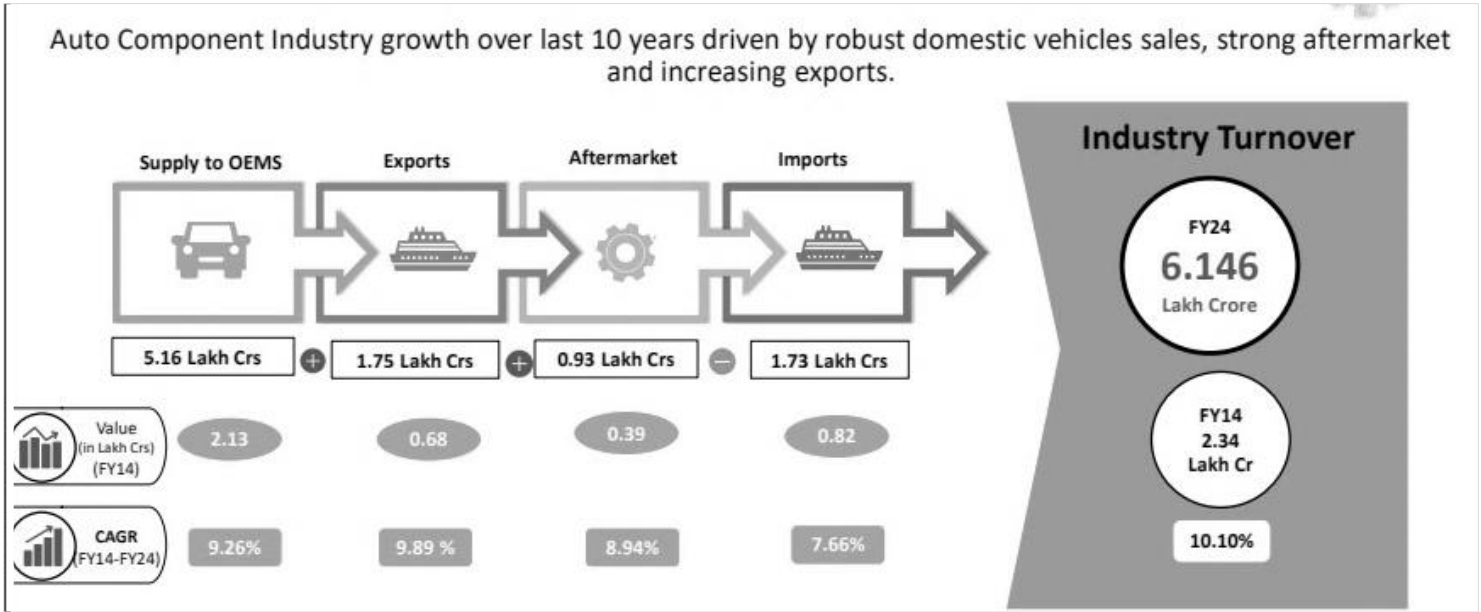 Auto Component Industry growth over last 10 years driven by robust domestic vehicles sales, strong aftermarket
and increasing exports.
Supply to OEMS
Exports
Aftermarket
Imports
5.16 Lakh Crs
+
1.75 Lakh Crs
+
0.93 Lakh Crs
−
1.73 Lakh Crs
Value
(in Lakh Crs)
(FY14)
2.13
0.68
0.39
0.82
CAGR
(FY14-FY24)
9.26%
9.89 %
8.94%
7.66%
Industry Turnover
FY24
6.146
Lakh Crore
FY14
2.34
Lakh Cr
10.10%